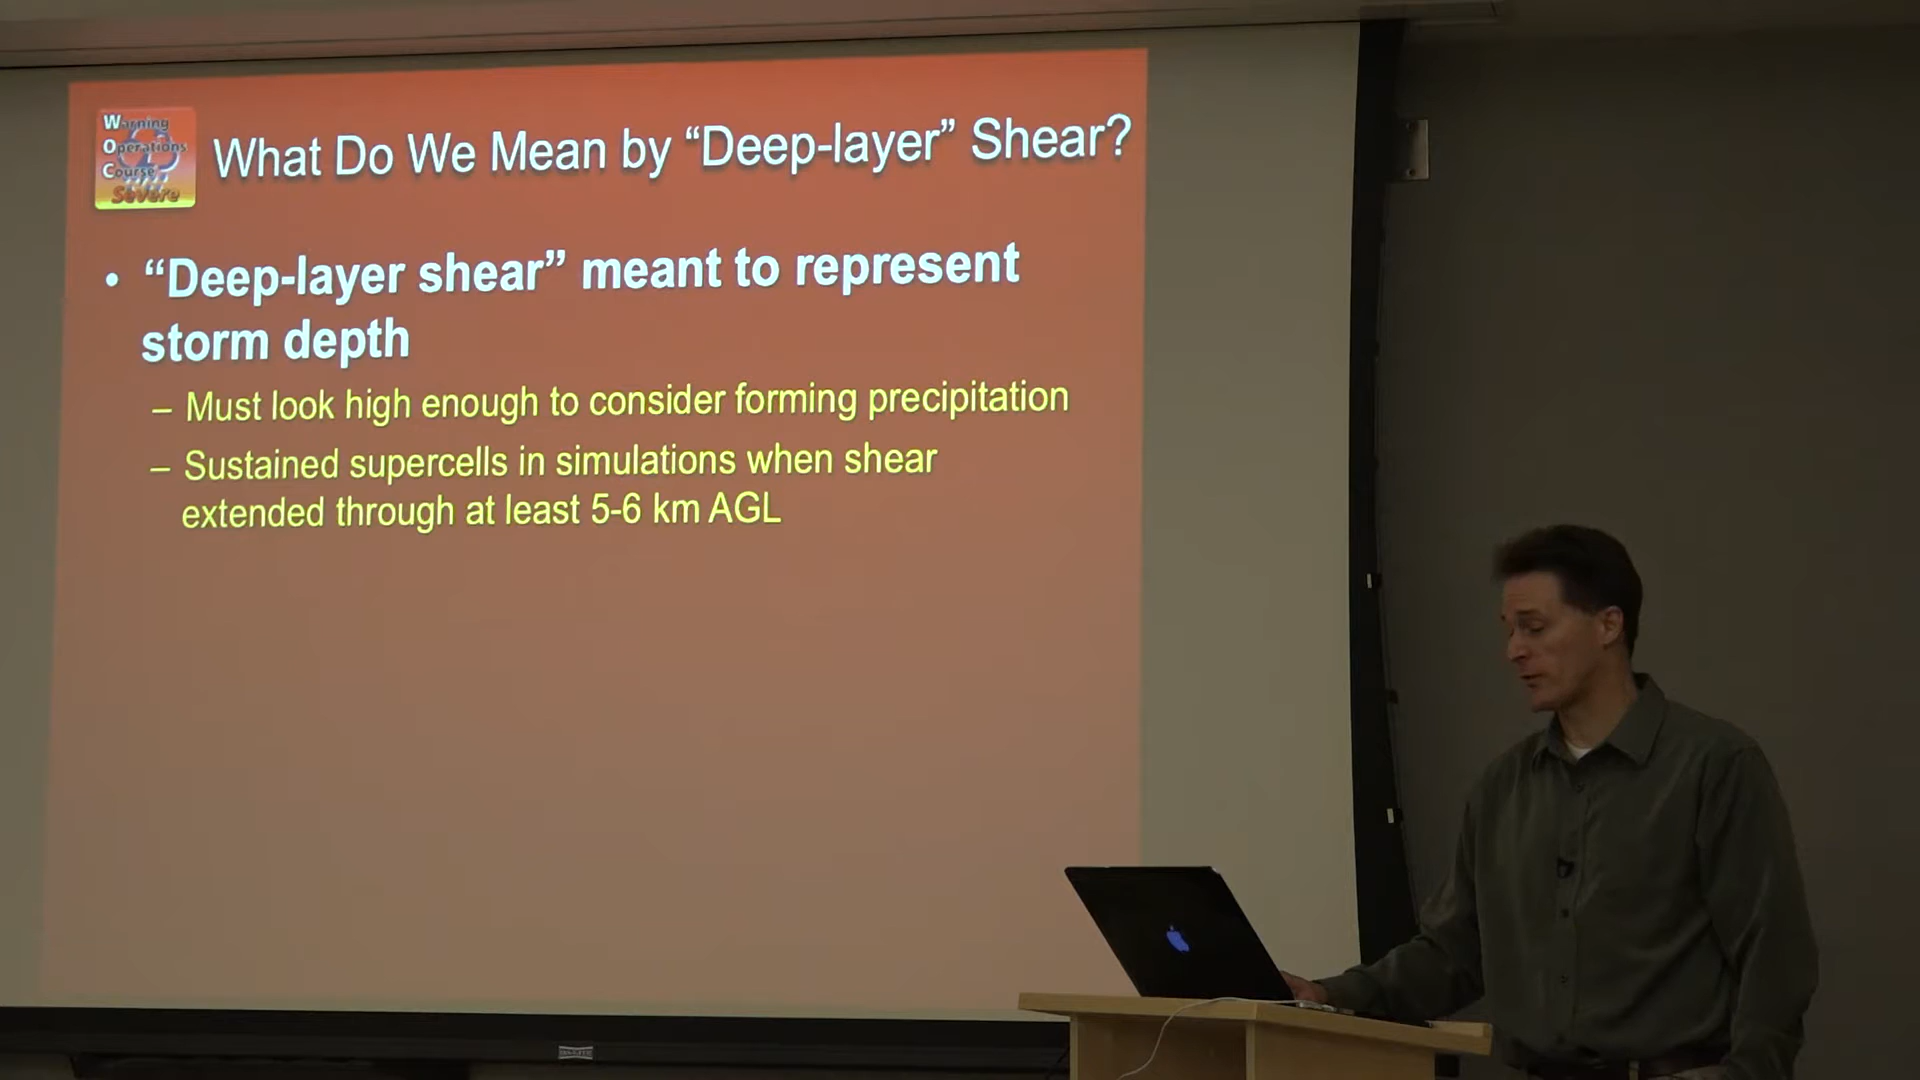 Warning
Operations
Course
Severe
What Do We Mean by “Deep-layer” Shear?
• “Deep-layer shear” meant to represent
storm depth
– Must look high enough to consider forming precipitation
– Sustained supercells in simulations when shear
extended through at least 5-6 km AGL